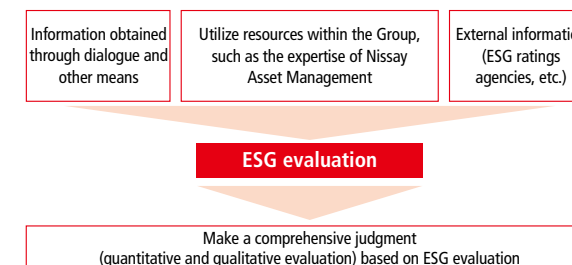 Information obtained
through dialogue and
other means
Utilize resources within the Group,
such as the expertise of Nissay
Asset Management
External
(ESG ratings
agencies, etc.)
ESG evaluation
Make a comprehensive judgment
(quantitative and qualitative evaluation) based on ESG evaluation